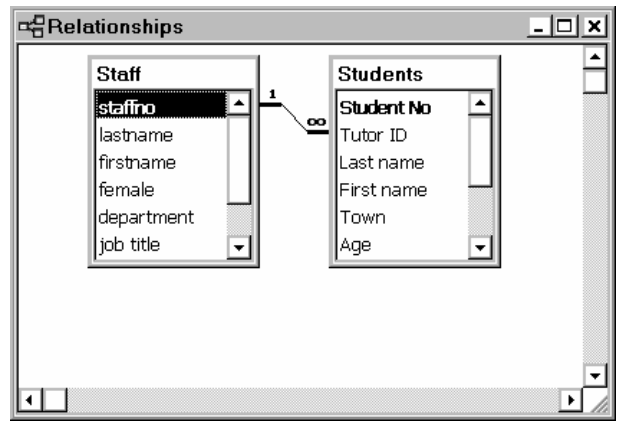 Relationships
Staff
staffno
lastname
firstname
female
department
job title
1
∞
Students
Student No
Tutor ID
Last name
First name
Town
Age